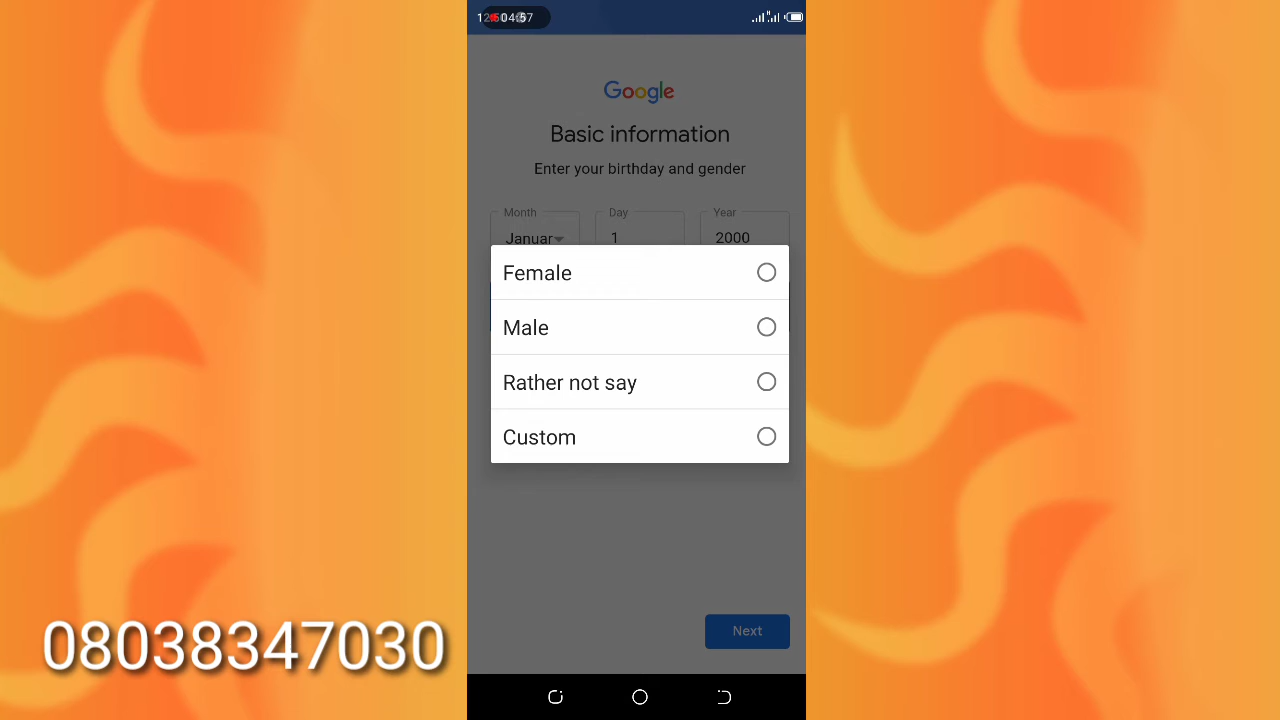 Google
Basic information
Enter your birthday and gender
Month Day Year
Januar 1 2000
Female
Male
Rather not say
Custom
Next
08038347030